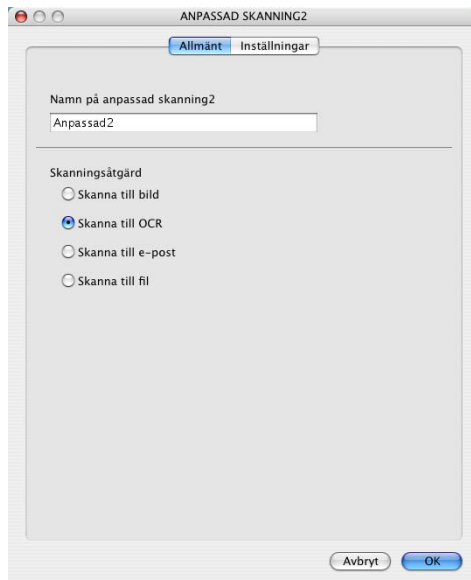 ANPASSAD SKANNING2
Allmänt Inställningar
Namn på anpassad skanning2
Anpassad2
Skanningsåtgärd
Skanna till bild
Skanna till OCR
Skanna till e-post
Skanna till fil
Avbryt OK